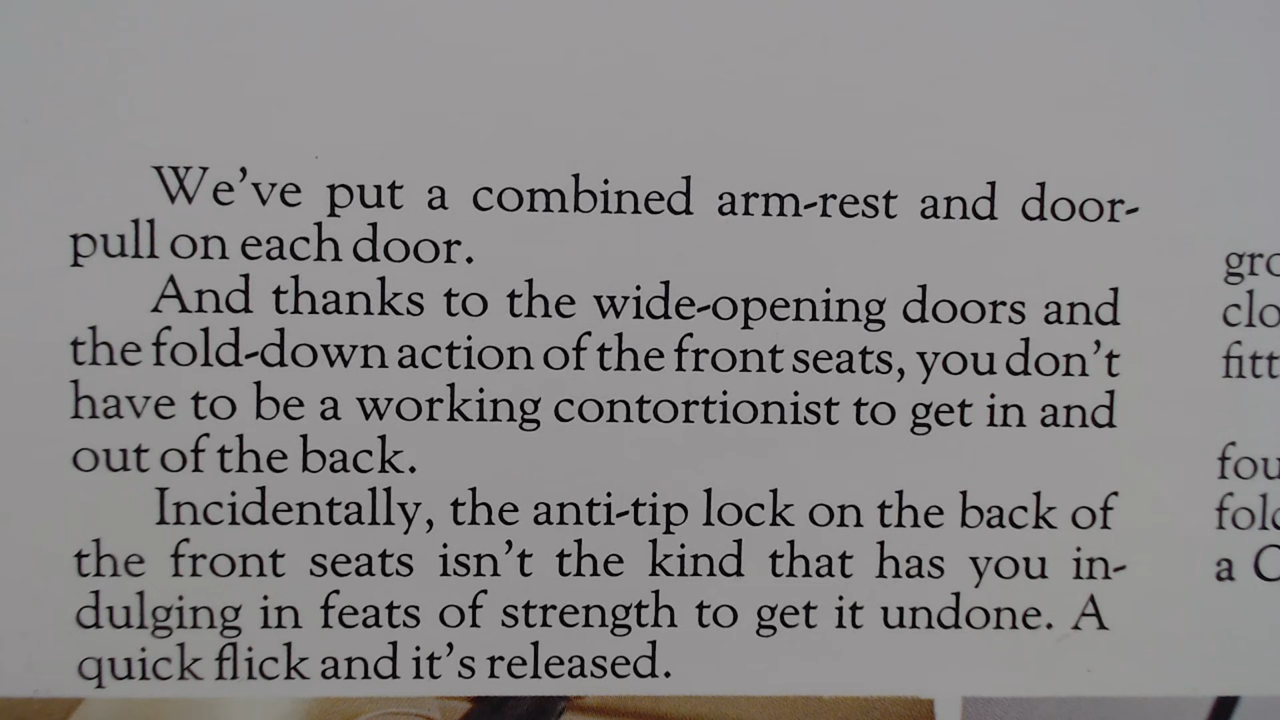 We've put a combined arm-rest and door-
pull on each door.
And thanks to the wide-opening doors and
the fold-down action of the front seats, you don't
have to be a working contortionist to get in and
out of the back.
Incidentally, the anti-tip lock on the back of
the front seats isn't the kind that has you in-
dulging in feats of strength to get it undone. A
quick flick and it's released.
a